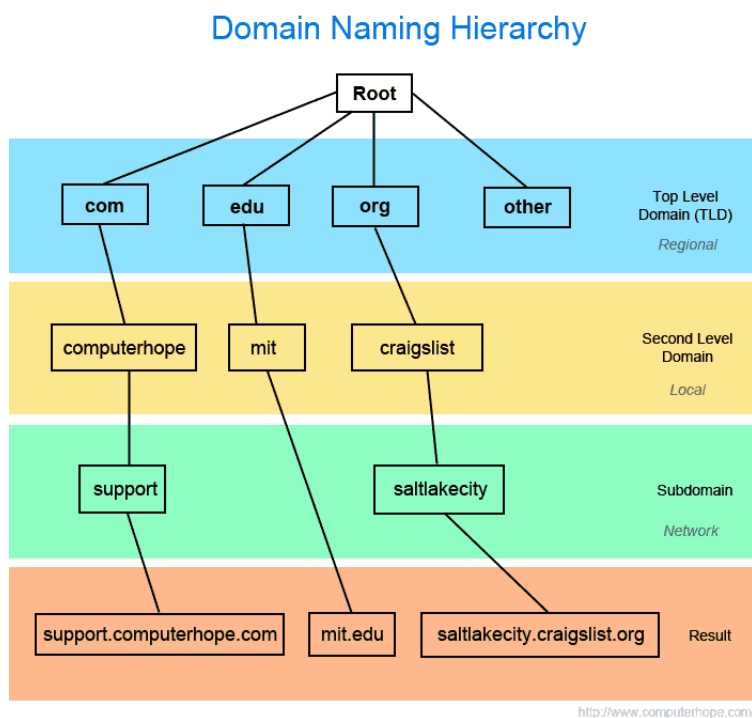 Domain Naming Hierarchy
Root
com
edu
org
other
Top Level
Domain (TLD)
Regional
computerhope
mit
craigslist
Second Level
Domain
Local
support
saltlakecity
Subdomain
Network
support.computerhope.com
mit.edu
saltlakecity.craigslist.org
Result
http://www.computerhope.com